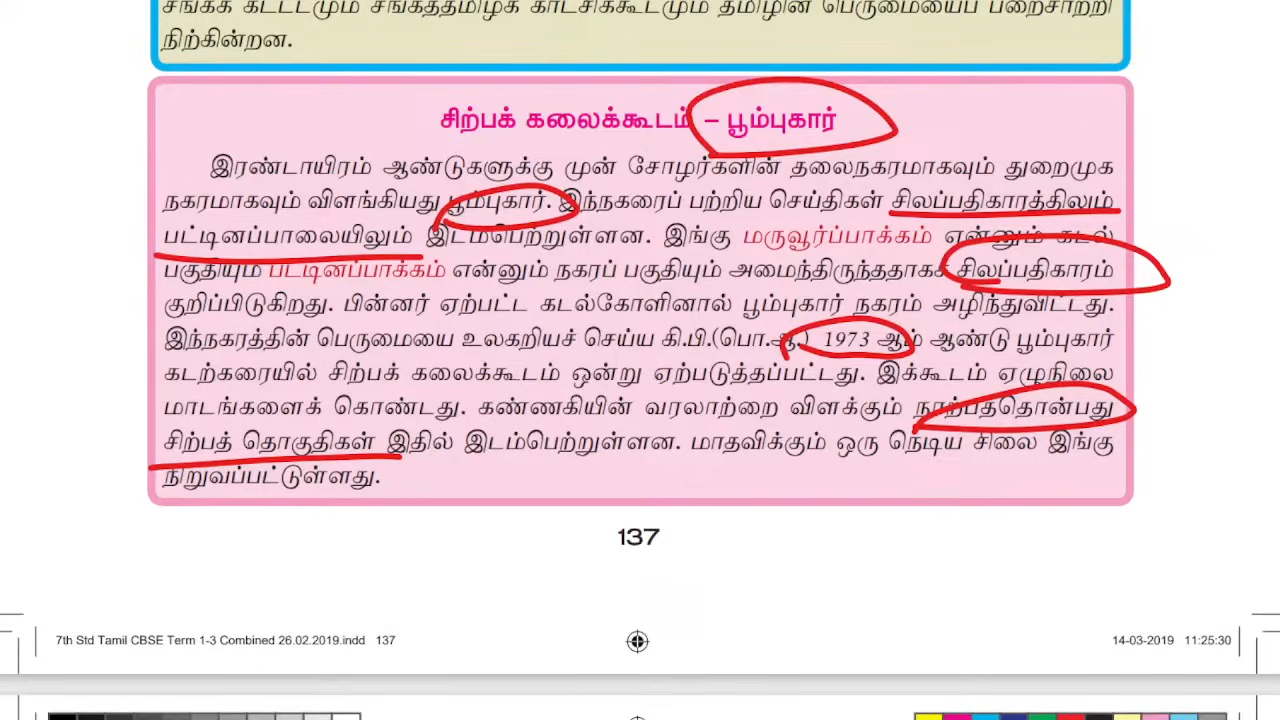 சங்கக் கட்டடமும் சங்கத்தமிழ்க் காட்சிக்கூடமும் தமிழின் பெருமையைப் பறைசாற்றி
நிற்கின்றன.
சிற்பக் கலைக்கூடம் – பூம்புகார்
இரண்டாயிரம் ஆண்டுகளுக்கு முன் சோழர்களின் தலைநகரமாகவும் துறைமுக
நகரமாகவும் விளங்கியது பூம்புகார். இந்நகரைப் பற்றிய செய்திகள் சிலப்பதிகாரத்திலும்
பட்டினப்பாலையிலும் இடம்பெற்றுள்ளன. இங்கு மருவூர்ப்பாக்கம் என்னும் கடல்
பகுதியும் பட்டினப்பாக்கம் என்னும் நகரப் பகுதியும் அமைந்திருந்ததாகச் சிலப்பதிகாரம்
குறிப்பிடுகிறது. பின்னர் ஏற்பட்ட கடல்கோளினால் பூம்புகார் நகரம் அழிந்துவிட்டது.
இந்நகரத்தின் பெருமையை உலகறியச் செய்ய கி.பி.(பொ.ஆ.) 1973 ஆம் ஆண்டு பூம்புகார்
கடற்கரையில் சிற்பக் கலைக்கூடம் ஒன்று ஏற்படுத்தப்பட்டது. இக்கூடம் ஏழுநிலை
மாடங்களைக் கொண்டது. கண்ணகியின் வரலாற்றை விளக்கும் நாற்பத்தொன்பது
சிற்பத் தொகுதிகள் இதில் இடம்பெற்றுள்ளன. மாதவிக்கும் ஒரு நெடிய சிலை இங்கு
நிறுவப்பட்டுள்ளது.
137
7th Std Tamil CBSE Term 1-3 Combined 26.02.2019.indd 137
14-03-2019 11:25:30